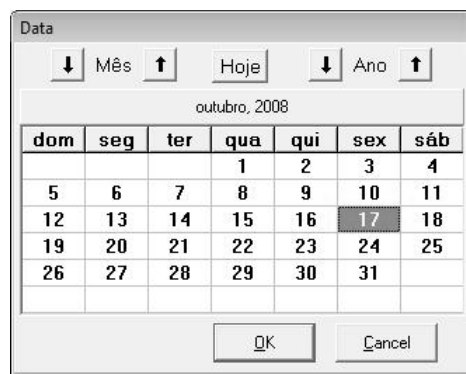 Data
Mês Hoje Ano
outubro, 2008
dom seg ter qua qui sex sáb
1 2 3 4
5 6 7 8 9 10 11
12 13 14 15 16 17 18
19 20 21 22 23 24 25
26 27 28 29 30 31
OK Cancel